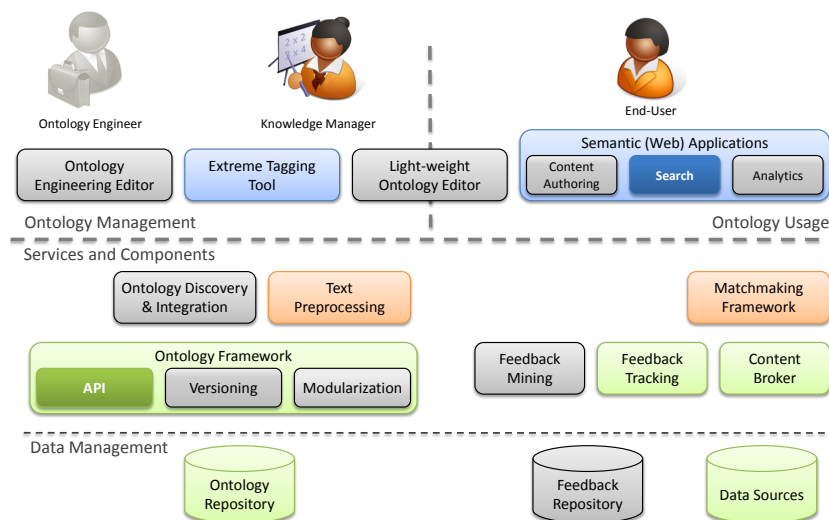 2 x 2
Ontology Engineer
Knowledge Manager
End-User
Ontology
Engineering Editor
Extreme Tagging
Tool
Light-weight
Ontology Editor
Semantic (Web) Applications
Content
Authoring
Search
Analytics
Ontology Management
Ontology Usage
Services and Components
Ontology Discovery
& Integration
Text
Preprocessing
Matchmaking
Framework
Ontology Framework
API
Versioning
Modularization
Feedback
Mining
Feedback
Tracking
Content
Broker
Data Management
Ontology
Repository
Feedback
Repository
Data Sources